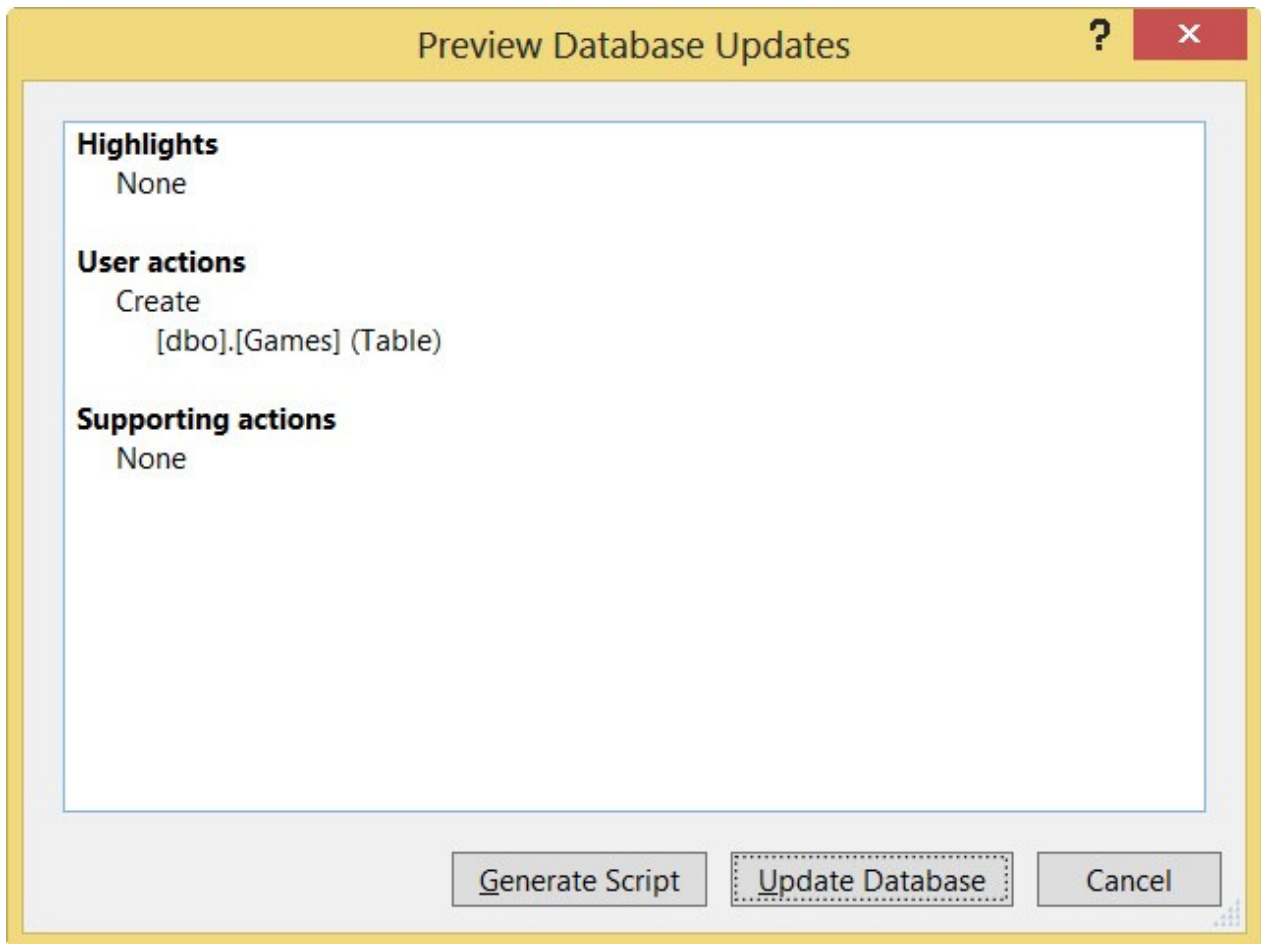 Preview Database Updates
?
x
Highlights
None
User actions
Create
[dbo].[Games] (Table)
Supporting actions
None
Generate Script
Update Database
Cancel